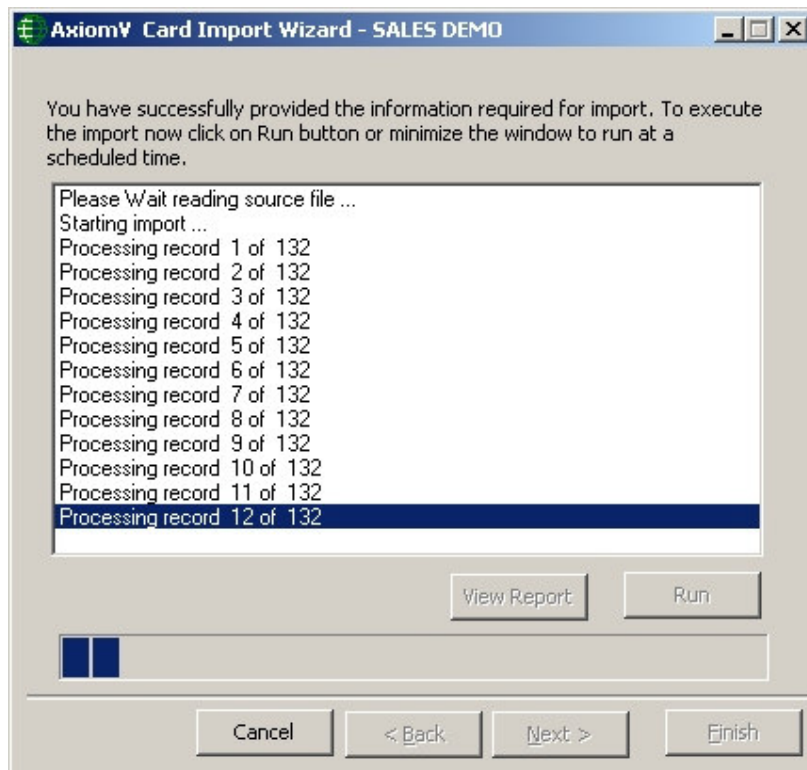 AxiomV Card Import Wizard - SALES DEMO
You have successfully provided the information required for import. To execute
the import now click on Run button or minimize the window to run at a
scheduled time.
Please Wait reading source file ...
Starting import ...
Processing record 1 of 132
Processing record 2 of 132
Processing record 3 of 132
Processing record 4 of 132
Processing record 5 of 132
Processing record 6 of 132
Processing record 7 of 132
Processing record 8 of 132
Processing record 9 of 132
Processing record 10 of 132
Processing record 11 of 132
Processing record 12 of 132
View Report
Run
Cancel
< Back
Next >
Finish